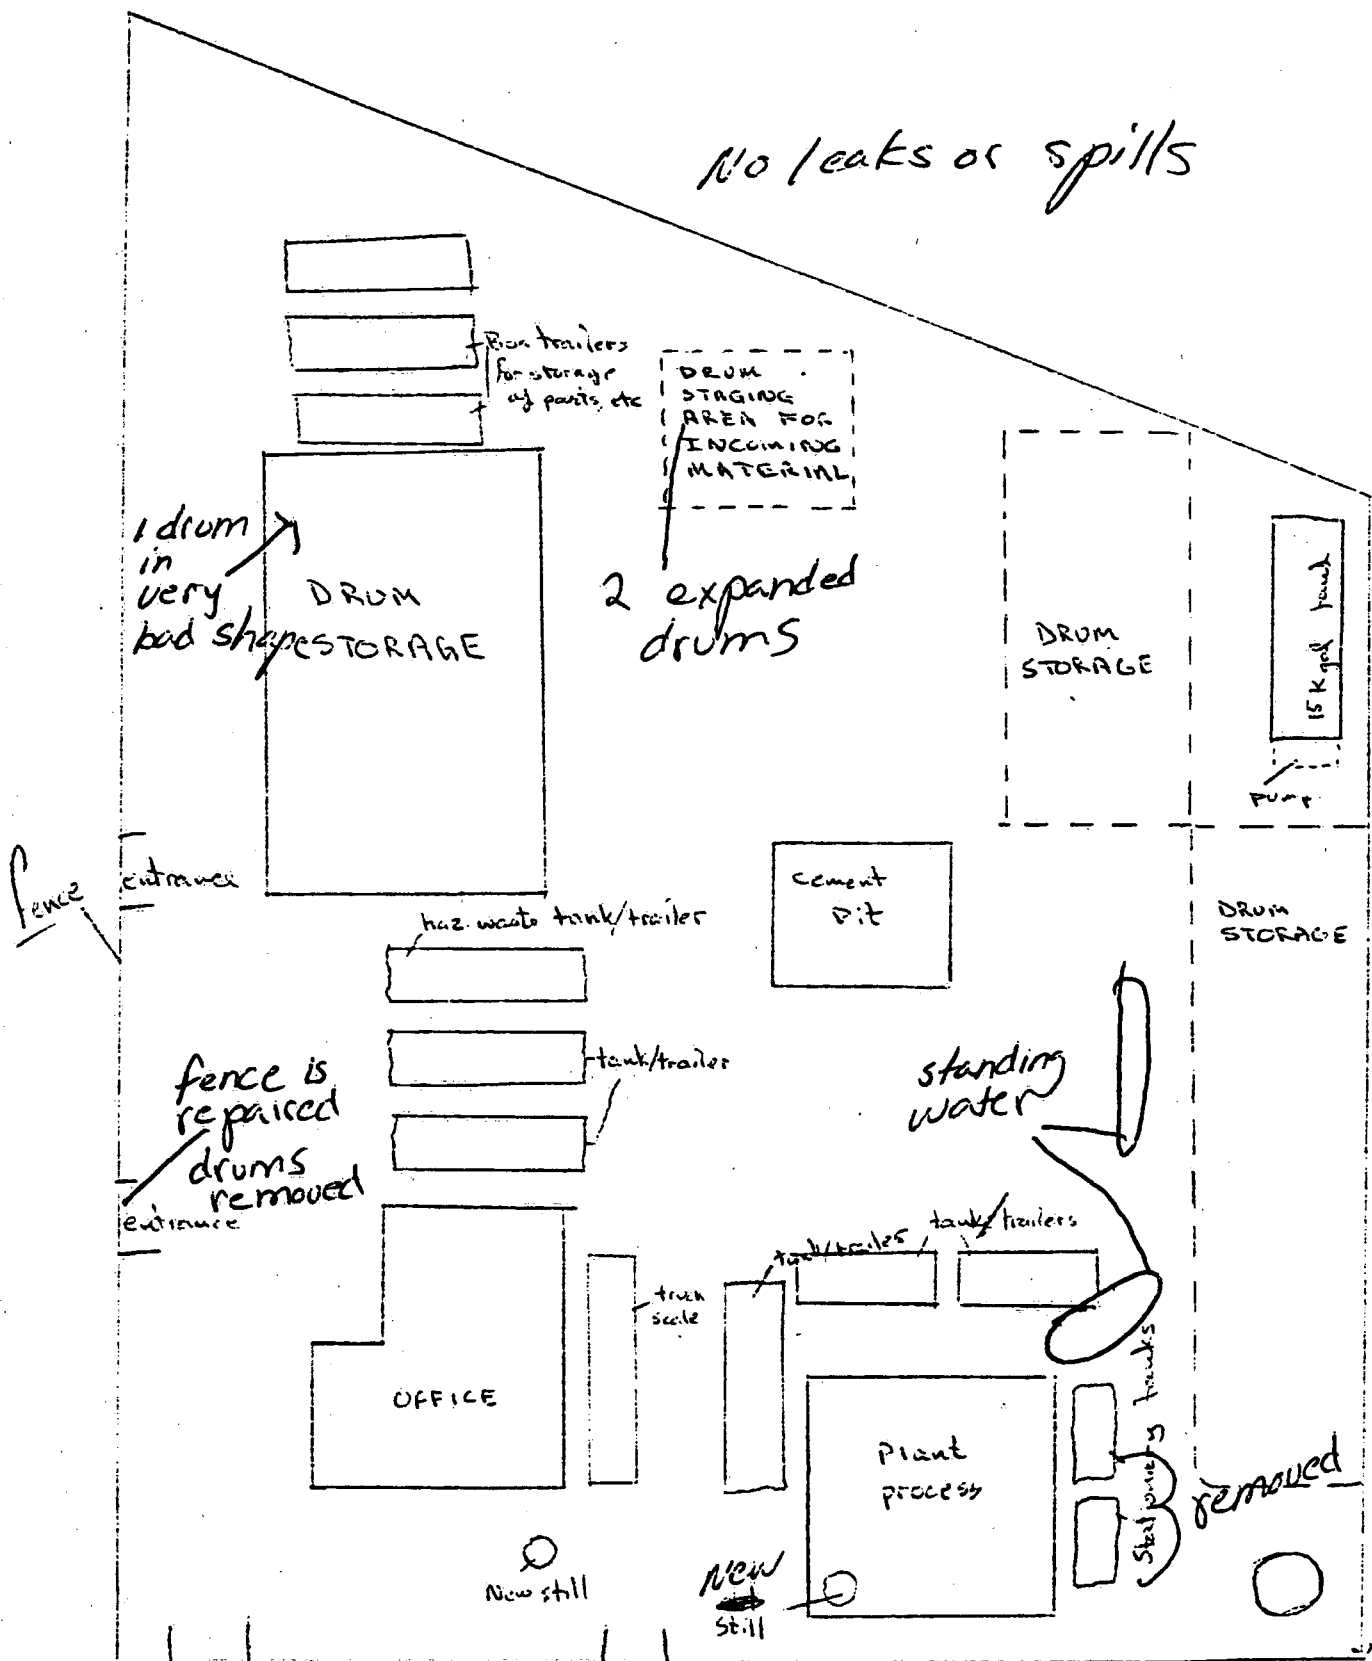 No leaks or spills
Box trailers
for storage
of parts, etc
DRUM
STAGING
AREA FOR
INCOMING
MATERIAL
1 drum
in
very
bad shape
DRUM
STORAGE
2 expanded
drums
DRUM
STORAGE
15 K gal
pump
fence
entrance
haz. waste tank/trailer
Cement
Pit
DRUM
STORAGE
tank/trailer
fence is
repaired
drums
removed
entrance
standing
water
tank/trailer
tank/trailers
truck
scale
OFFICE
Plant
process
Stationary tanks
removed
New still
New
Still